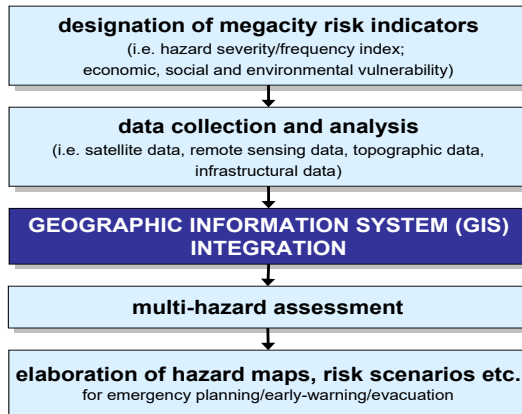 designation of megacity risk indicators
(i.e. hazard severity/frequency index;
economic, social and environmental vulnerability)
data collection and analysis
(i.e. satellite data, remote sensing data, topographic data,
infrastructural data)
GEOGRAPHIC INFORMATION SYSTEM (GIS)
INTEGRATION
multi-hazard assessment
elaboration of hazard maps, risk scenarios etc.
for emergency planning/early-warning/evacuation